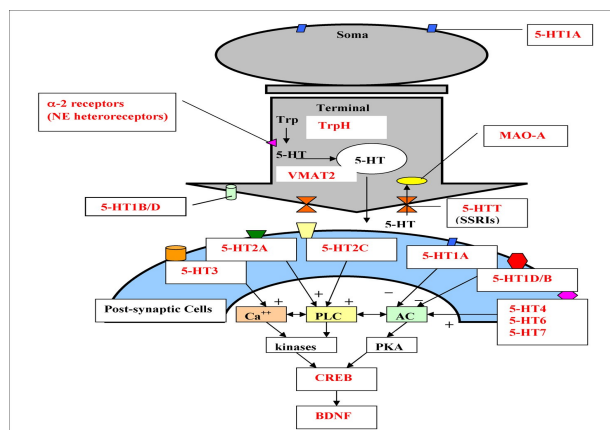 Soma
5-HT1A
α-2 receptors
(NE heteroreceptors)
Terminal
Trp
TrpH
MAO-A
5-HT
5-HT
VMAT2
5-HT1B/D
5-HTT
(SSRIs)
5-HT
5-HT2A
5-HT2C
5-HT1A
5-HT3
5-HT1D/B
Post-synaptic Cells
+
+
+
−
−
+
Ca++
PLC
AC
5-HT4
5-HT6
5-HT7
kinases
PKA
CREB
BDNF